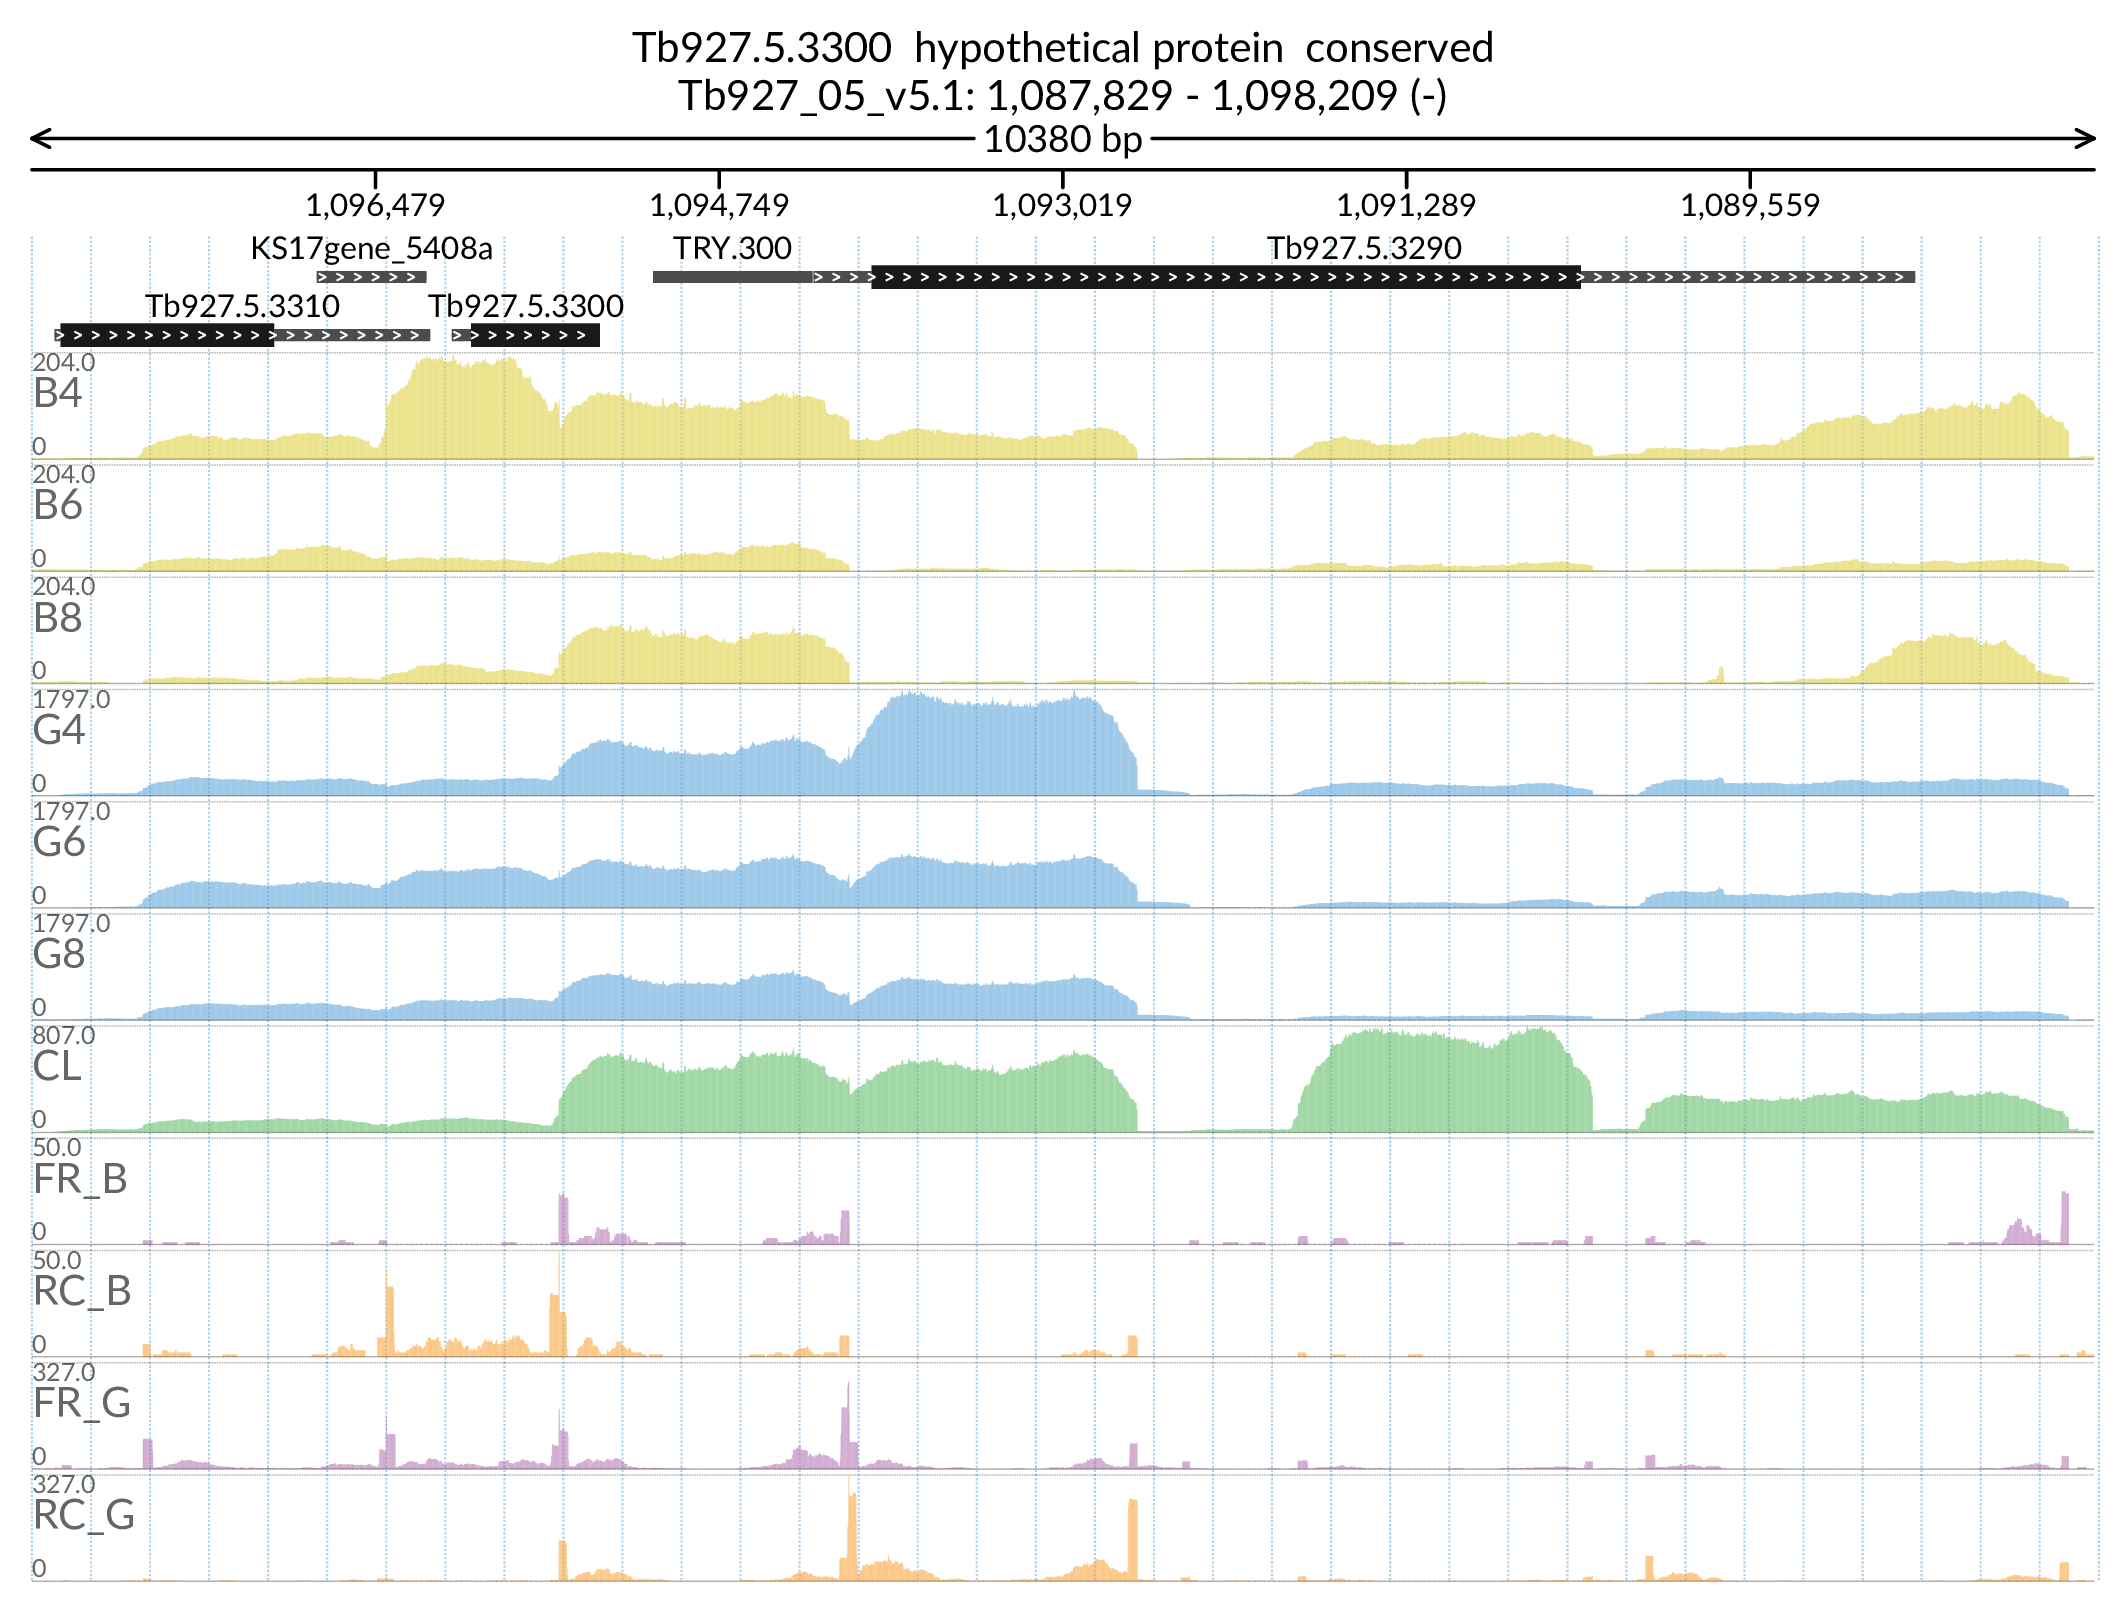 Tb927.5.3300  hypothetical protein  conserved
Tb927_05_v5.1: 1,087,829 - 1,098,209 (-)
10380 bp
1,096,479 1,094,749 1,093,019 1,091,289 1,089,559
KS17gene_5408a TRY.300 Tb927.5.3290
Tb927.5.3310 Tb927.5.3300
204.0
B4
0
204.0
B6
0
204.0
B8
0
1797.0
G4
0
1797.0
G6
0
1797.0
G8
0
807.0
CL
0
50.0
FR_B
0
50.0
RC_B
0
327.0
FR_G
0
327.0
RC_G
0